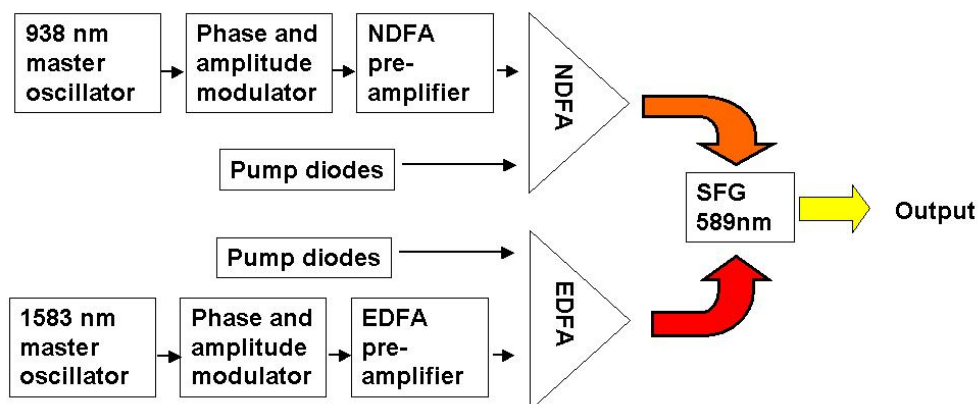 938 nm
master
oscillator
Phase and
amplitude
modulator
NDFA
pre-
amplifier
NDFA
Pump diodes
SFG
589nm
Output
Pump diodes
EDFA
1583 nm
master
oscillator
Phase and
amplitude
modulator
EDFA
pre-
amplifier